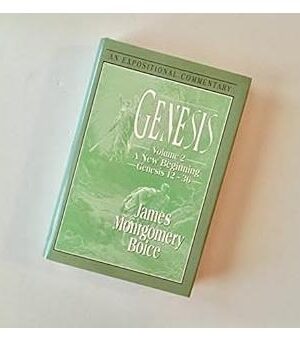 AN EXPOSITIONAL COMMENTARY
GENESIS
Volume 2
A New Beginning
Genesis 12-36
James
Montgomery
Boice